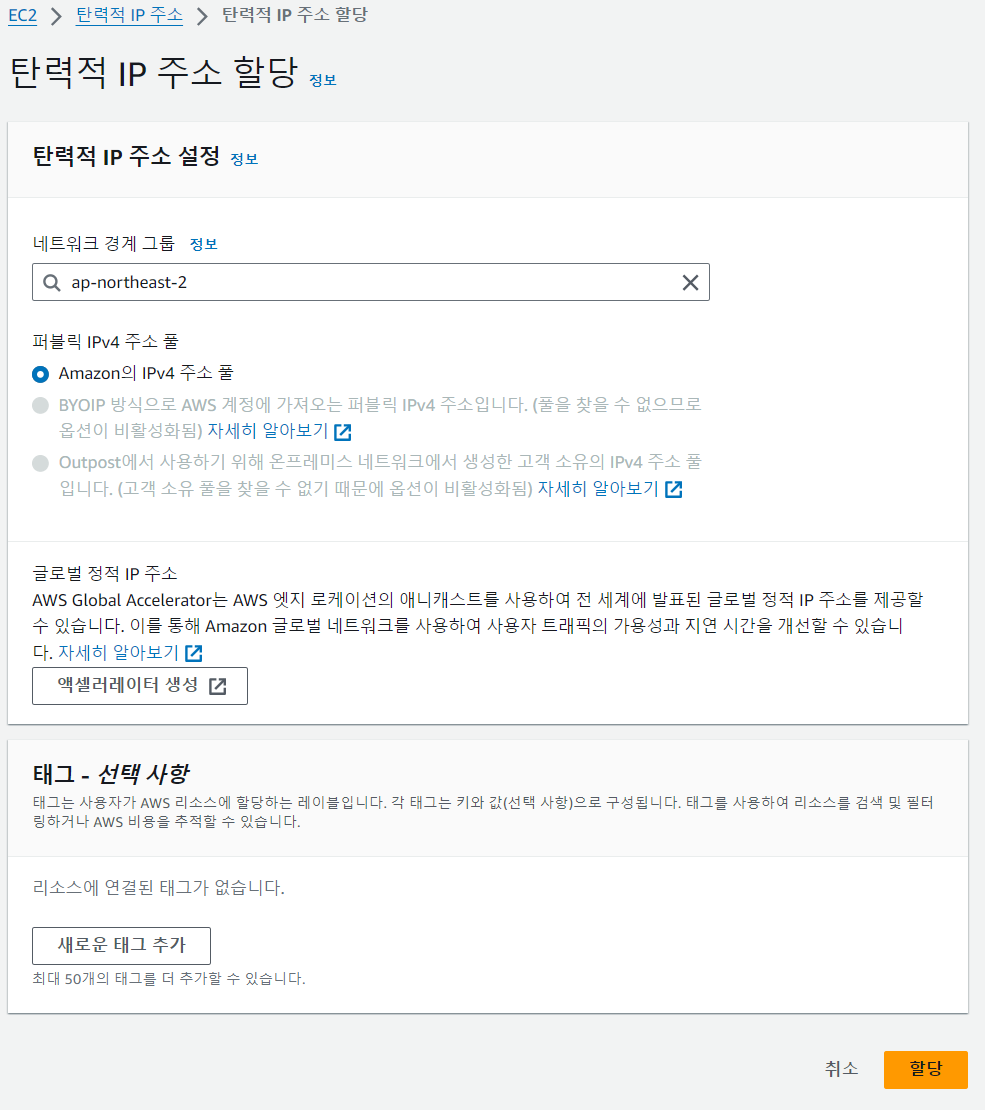 EC2 > 탄력적 IP 주소 > 탄력적 IP 주소 할당
탄력적 IP 주소 할당 정보
탄력적 IP 주소 설정 정보
네트워크 경계 그룹 정보
ap-northeast-2
퍼블릭 IPv4 주소 풀
Amazon의 IPv4 주소 풀
BYOIP 방식으로 AWS 계정에 가져오는 퍼블릭 IPv4 주소입니다. (풀을 찾을 수 없으므로
옵션이 비활성화됨) 자세히 알아보기
Outpost에서 사용하기 위해 온프레미스 네트워크에서 생성한 고객 소유의 IPv4 주소 풀
입니다. (고객 소유 풀을 찾을 수 없기 때문에 옵션이 비활성화됨) 자세히 알아보기
글로벌 정적 IP 주소
AWS Global Accelerator는 AWS 엣지 로케이션의 애니캐스트를 사용하여 전 세계에 발표된 글로벌 정적 IP 주소를 제공할
수 있습니다. 이를 통해 Amazon 글로벌 네트워크를 사용하여 사용자 트래픽의 가용성과 지연 시간을 개선할 수 있습니
다. 자세히 알아보기
액셀러레이터 생성
태그 - 선택 사항
태그는 사용자가 AWS 리소스에 할당하는 레이블입니다. 각 태그는 키와 값(선택 사항)으로 구성됩니다. 태그를 사용하여 리소스를 검색 및 필터
링하거나 AWS 비용을 추적할 수 있습니다.
리소스에 연결된 태그가 없습니다.
새로운 태그 추가
최대 50개의 태그를 더 추가할 수 있습니다.
취소 할당